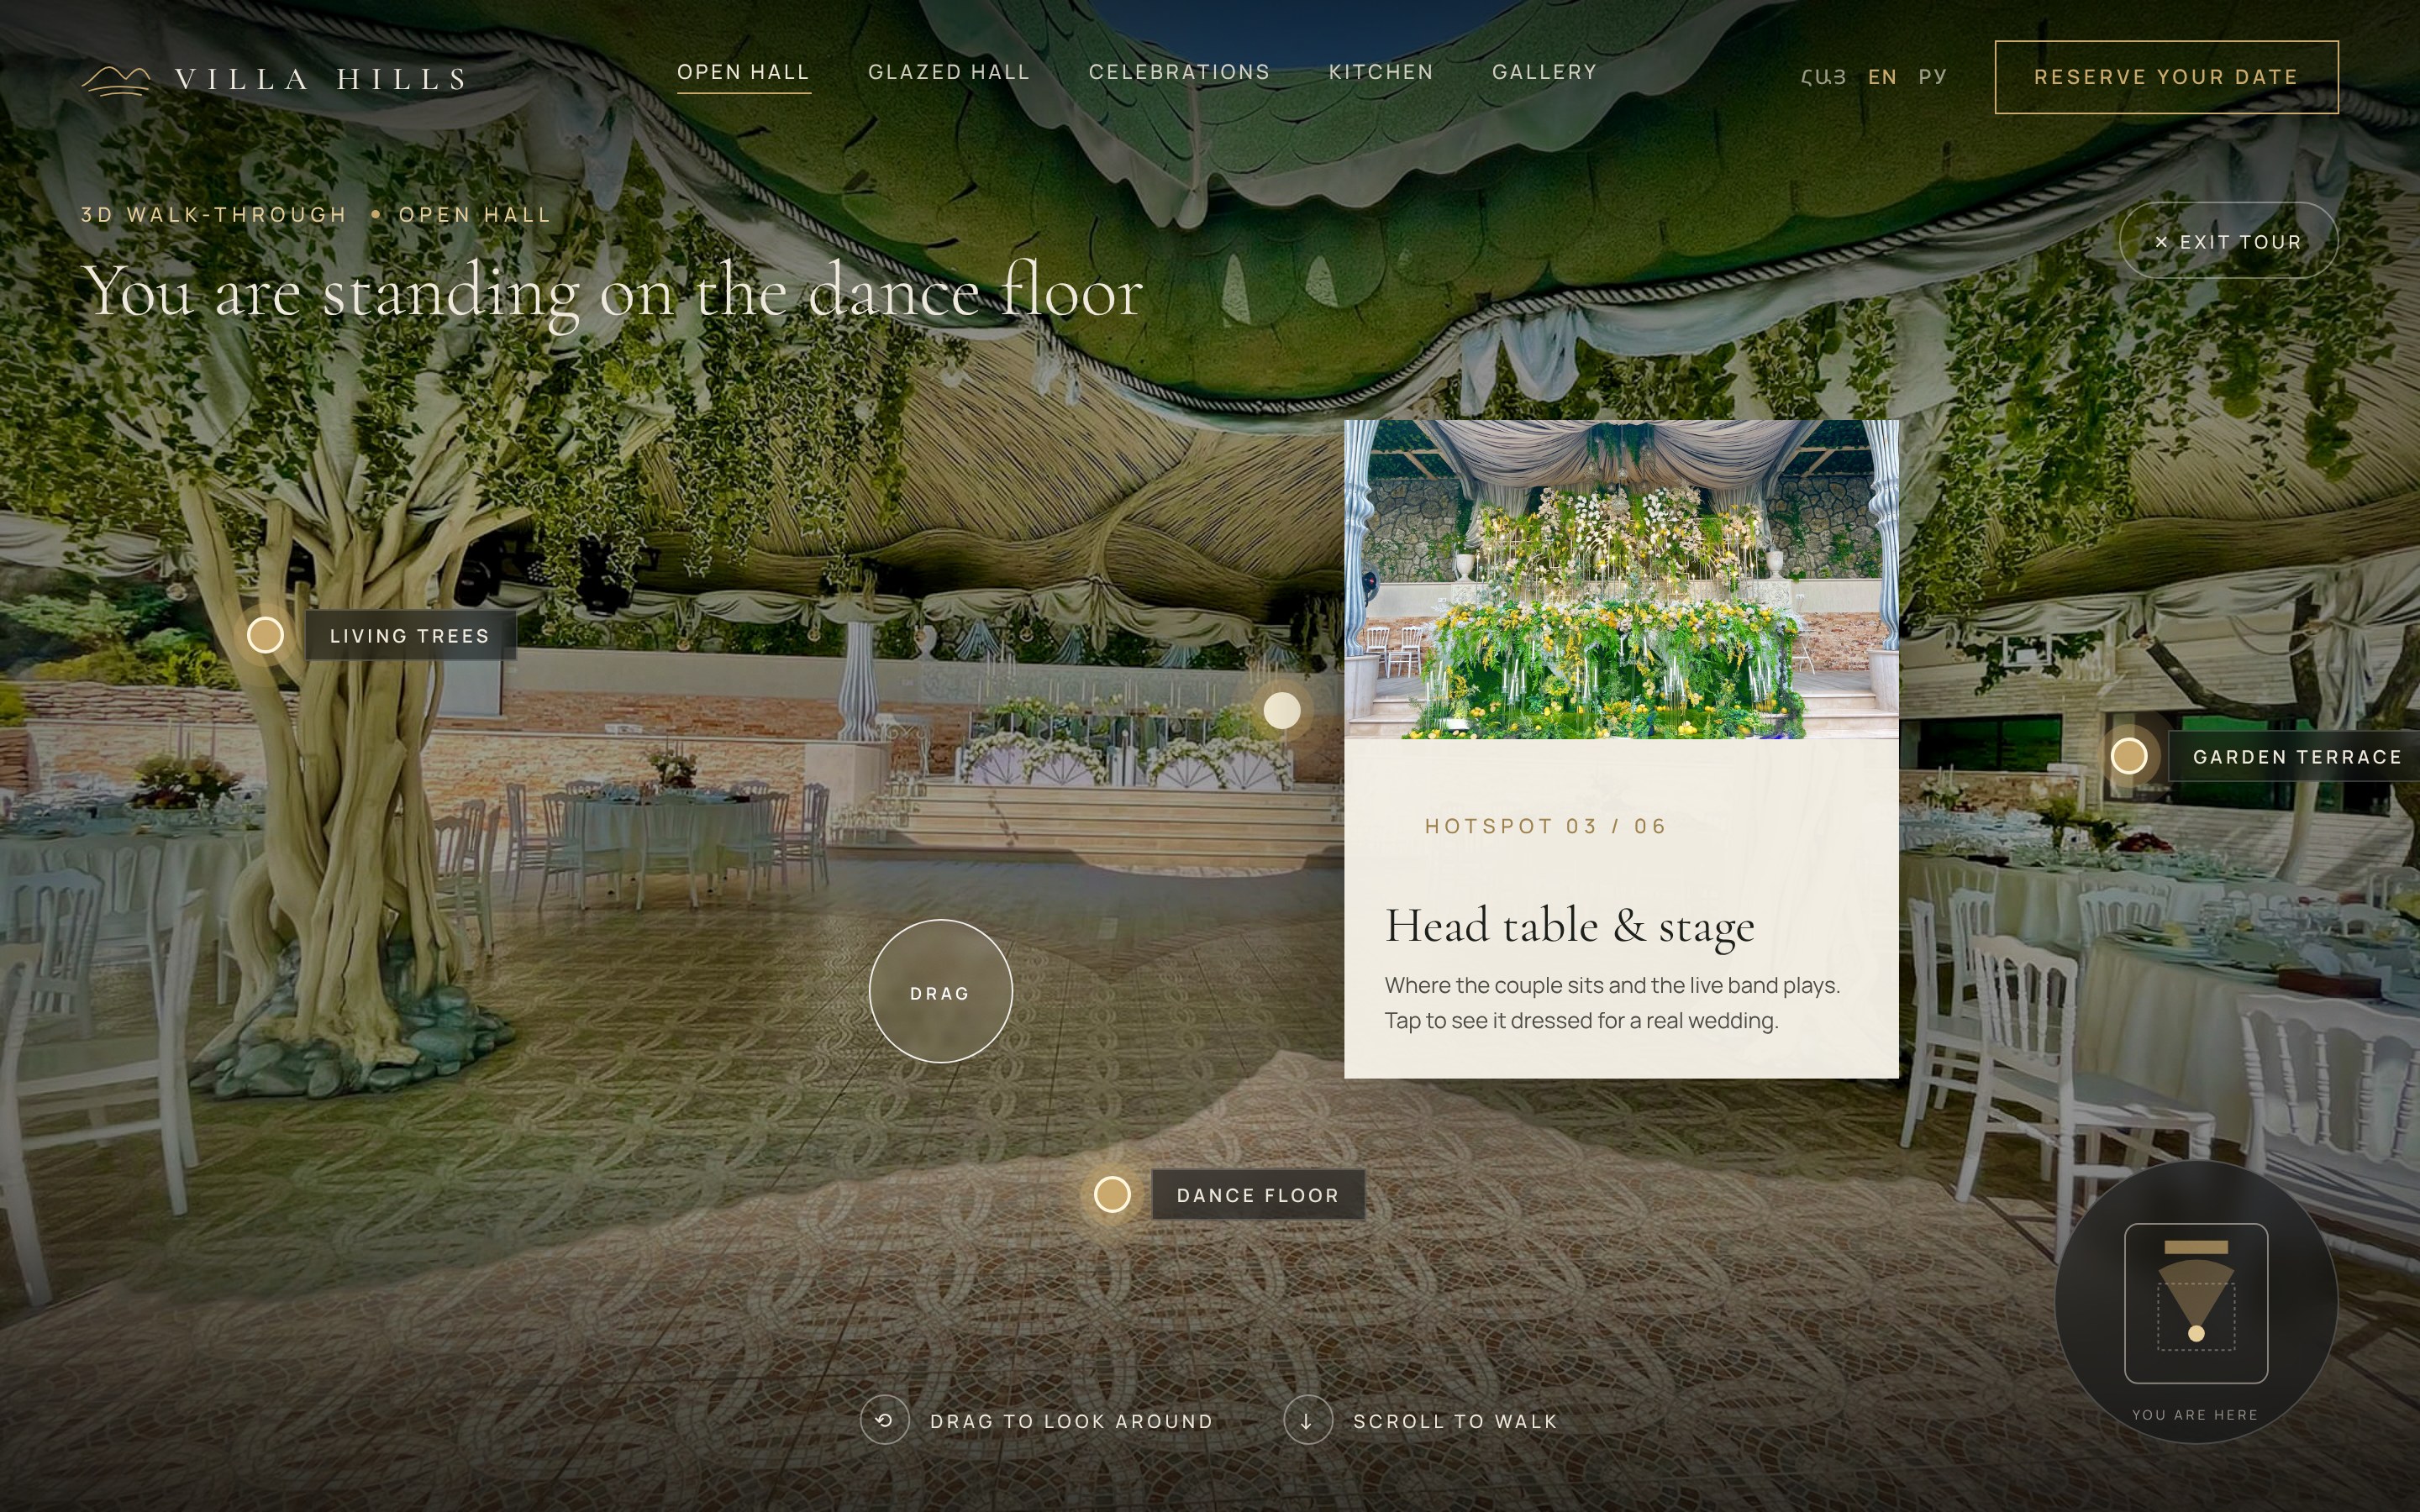 VILLA HILLS
OPEN HALL
GLAZED HALL
CELEBRATIONS
KITCHEN
GALLERY
ՀԱՅ
EN
РУ
RESERVE YOUR DATE
3D WALK-THROUGH • OPEN HALL
✕ EXIT TOUR
You are standing on the dance floor
LIVING TREES
GARDEN TERRACE
HOTSPOT 03 / 06
Head table & stage
Where the couple sits and the live band plays.
Tap to see it dressed for a real wedding.
DRAG
DANCE FLOOR
DRAG TO LOOK AROUND
SCROLL TO WALK
YOU ARE HERE